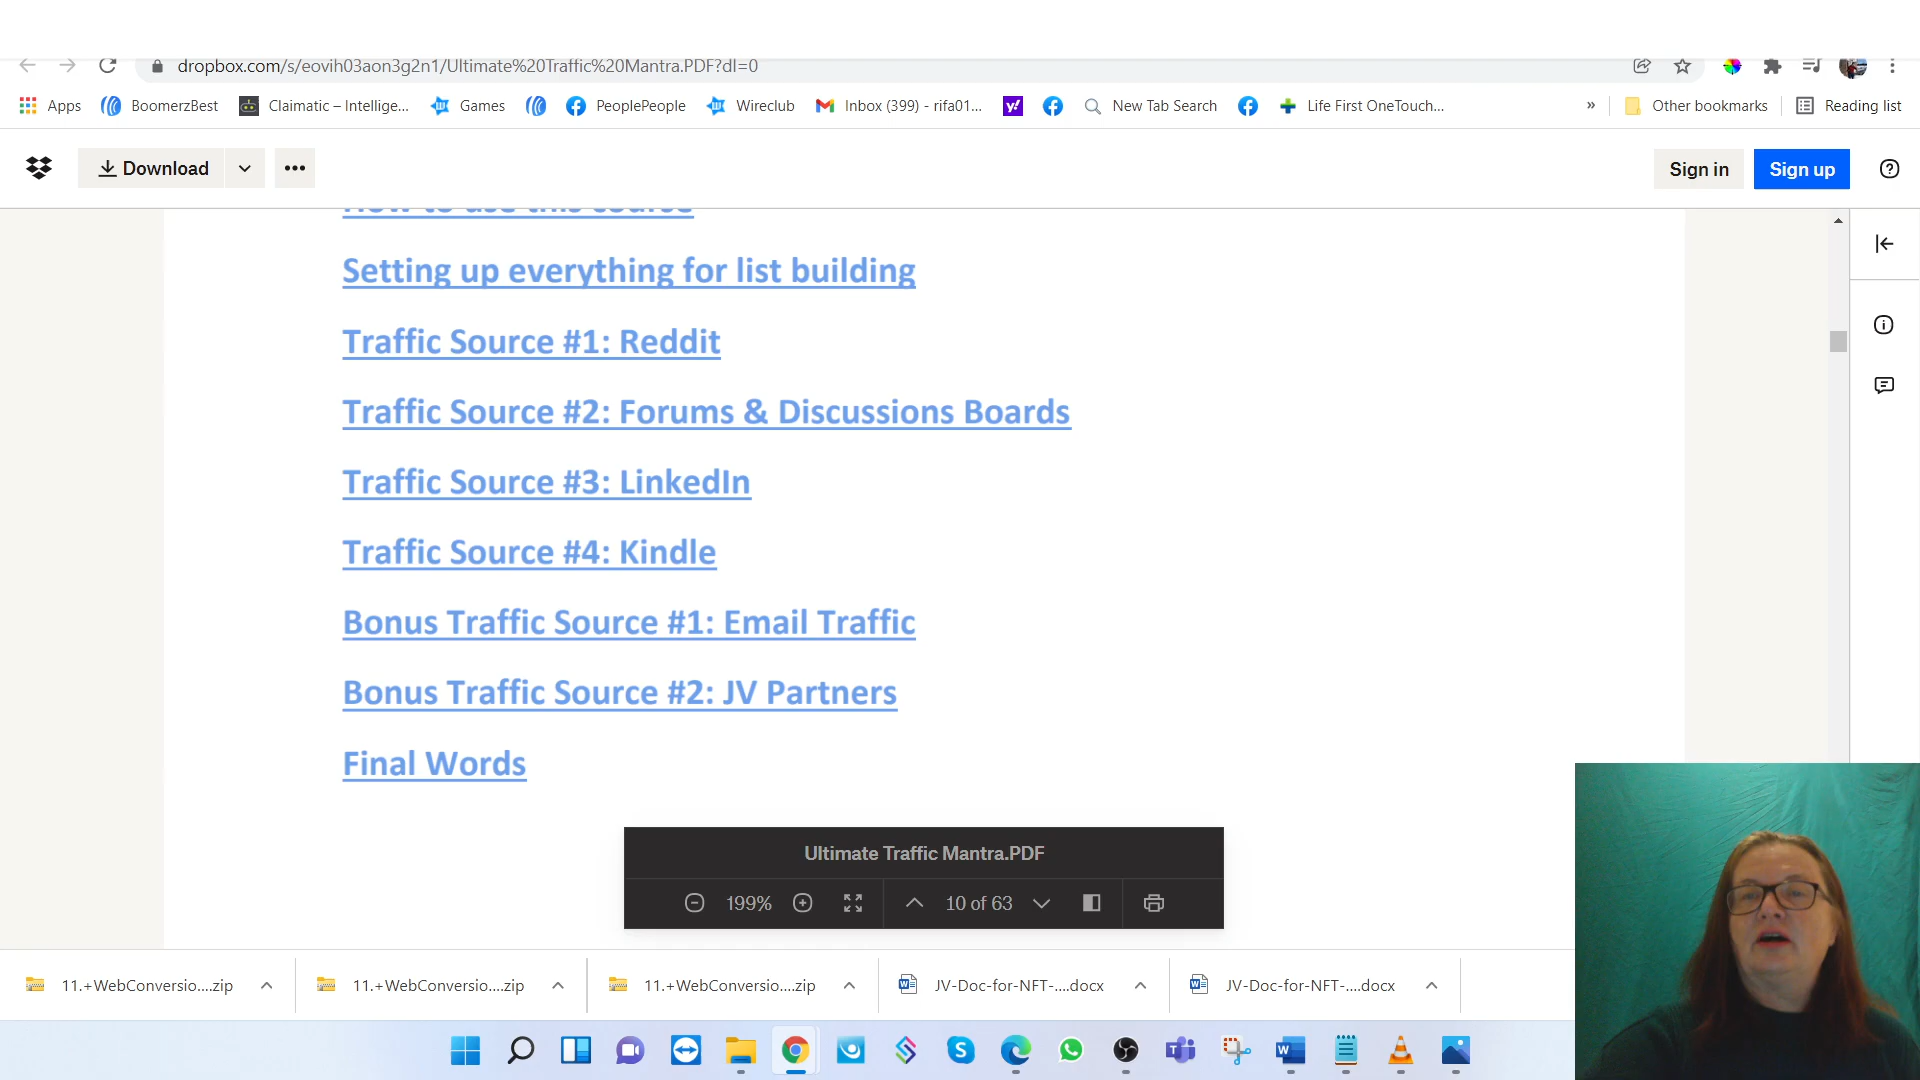 dropbox.com/s/eovih03aon3g2n1/Ultimate%20Traffic%20Mantra.PDF?dl=0
Apps BoomerzBest Claimatic – Intellige... Games PeoplePeople Wireclub Inbox (399) - rifa01... y! New Tab Search Life First OneTouch... » Other bookmarks Reading list
Download Sign in Sign up
How to use this course
Setting up everything for list building
Traffic Source #1: Reddit
Traffic Source #2: Forums & Discussions Boards
Traffic Source #3: LinkedIn
Traffic Source #4: Kindle
Bonus Traffic Source #1: Email Traffic
Bonus Traffic Source #2: JV Partners
Final Words
Ultimate Traffic Mantra.PDF
199% 10 of 63
11.+WebConversio....zip 11.+WebConversio....zip 11.+WebConversio....zip JV-Doc-for-NFT-....docx JV-Doc-for-NFT-....docx